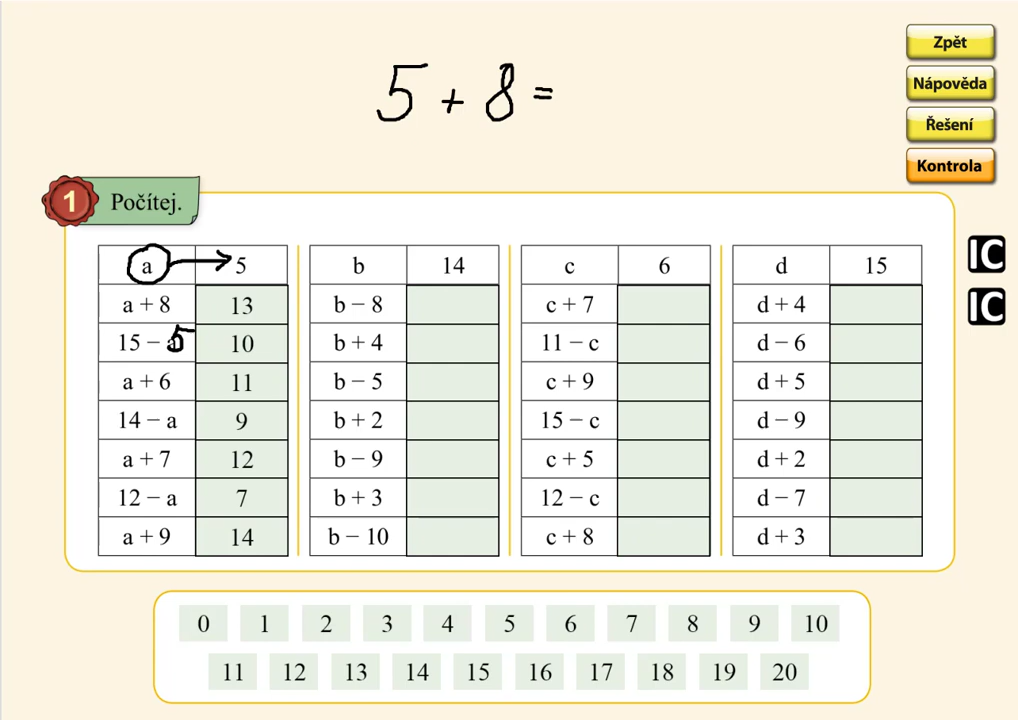 5 + 8 =
Zpět
Nápověda
Řešení
Kontrola
1 Počítej.
a 5 b 14 c 6 d 15
a + 8 13 b − 8 c + 7 d + 4
15 − 5 10 b + 4 11 − c d − 6
a + 6 11 b − 5 c + 9 d + 5
14 − a 9 b + 2 15 − c d − 9
a + 7 12 b − 9 c + 5 d + 2
12 − a 7 b + 3 12 − c d − 7
a + 9 14 b − 10 c + 8 d + 3
IC
IC
0 1 2 3 4 5 6 7 8 9 10
11 12 13 14 15 16 17 18 19 20